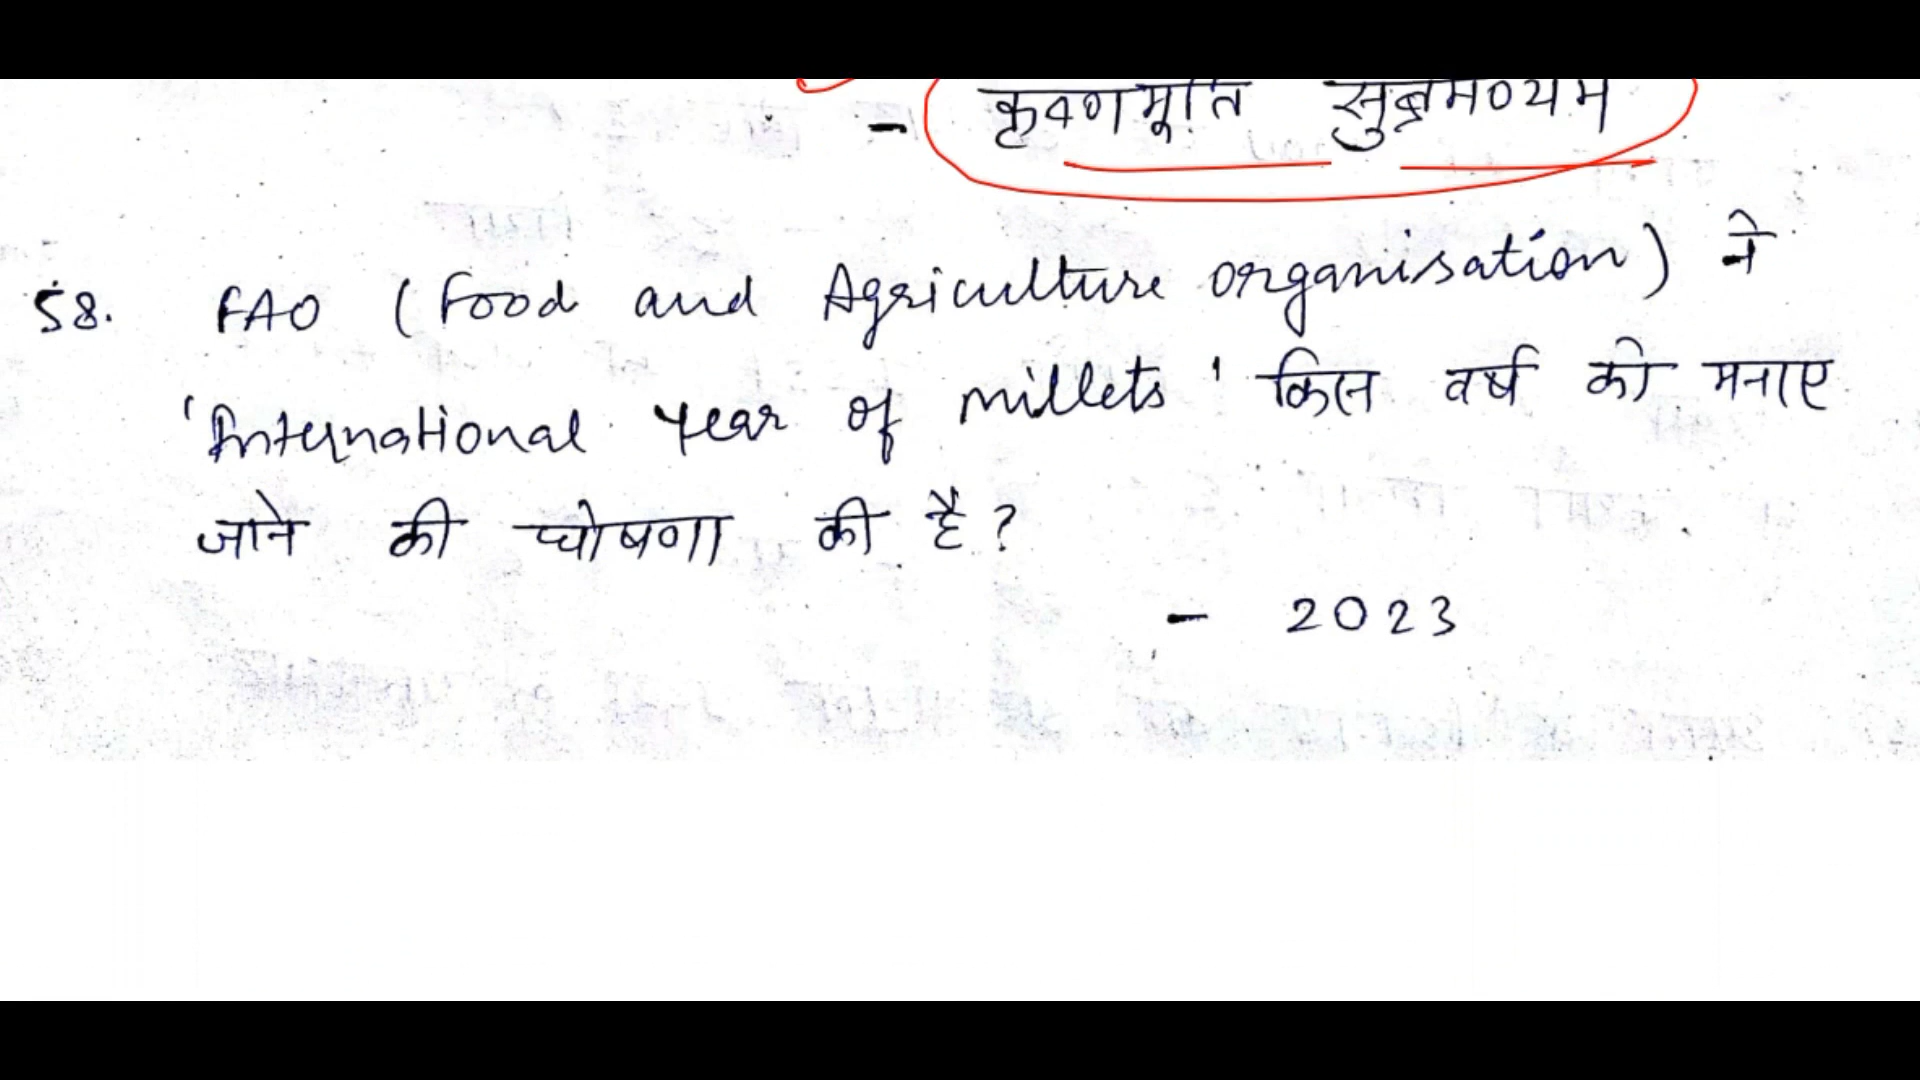 - कृष्णमूर्ति सुब्रमण्यम
58. FAO (Food and Agriculture organisation) ने
'International Year of millets' किस वर्ष को मनाए
जाने की घोषणा की है?
- 2023